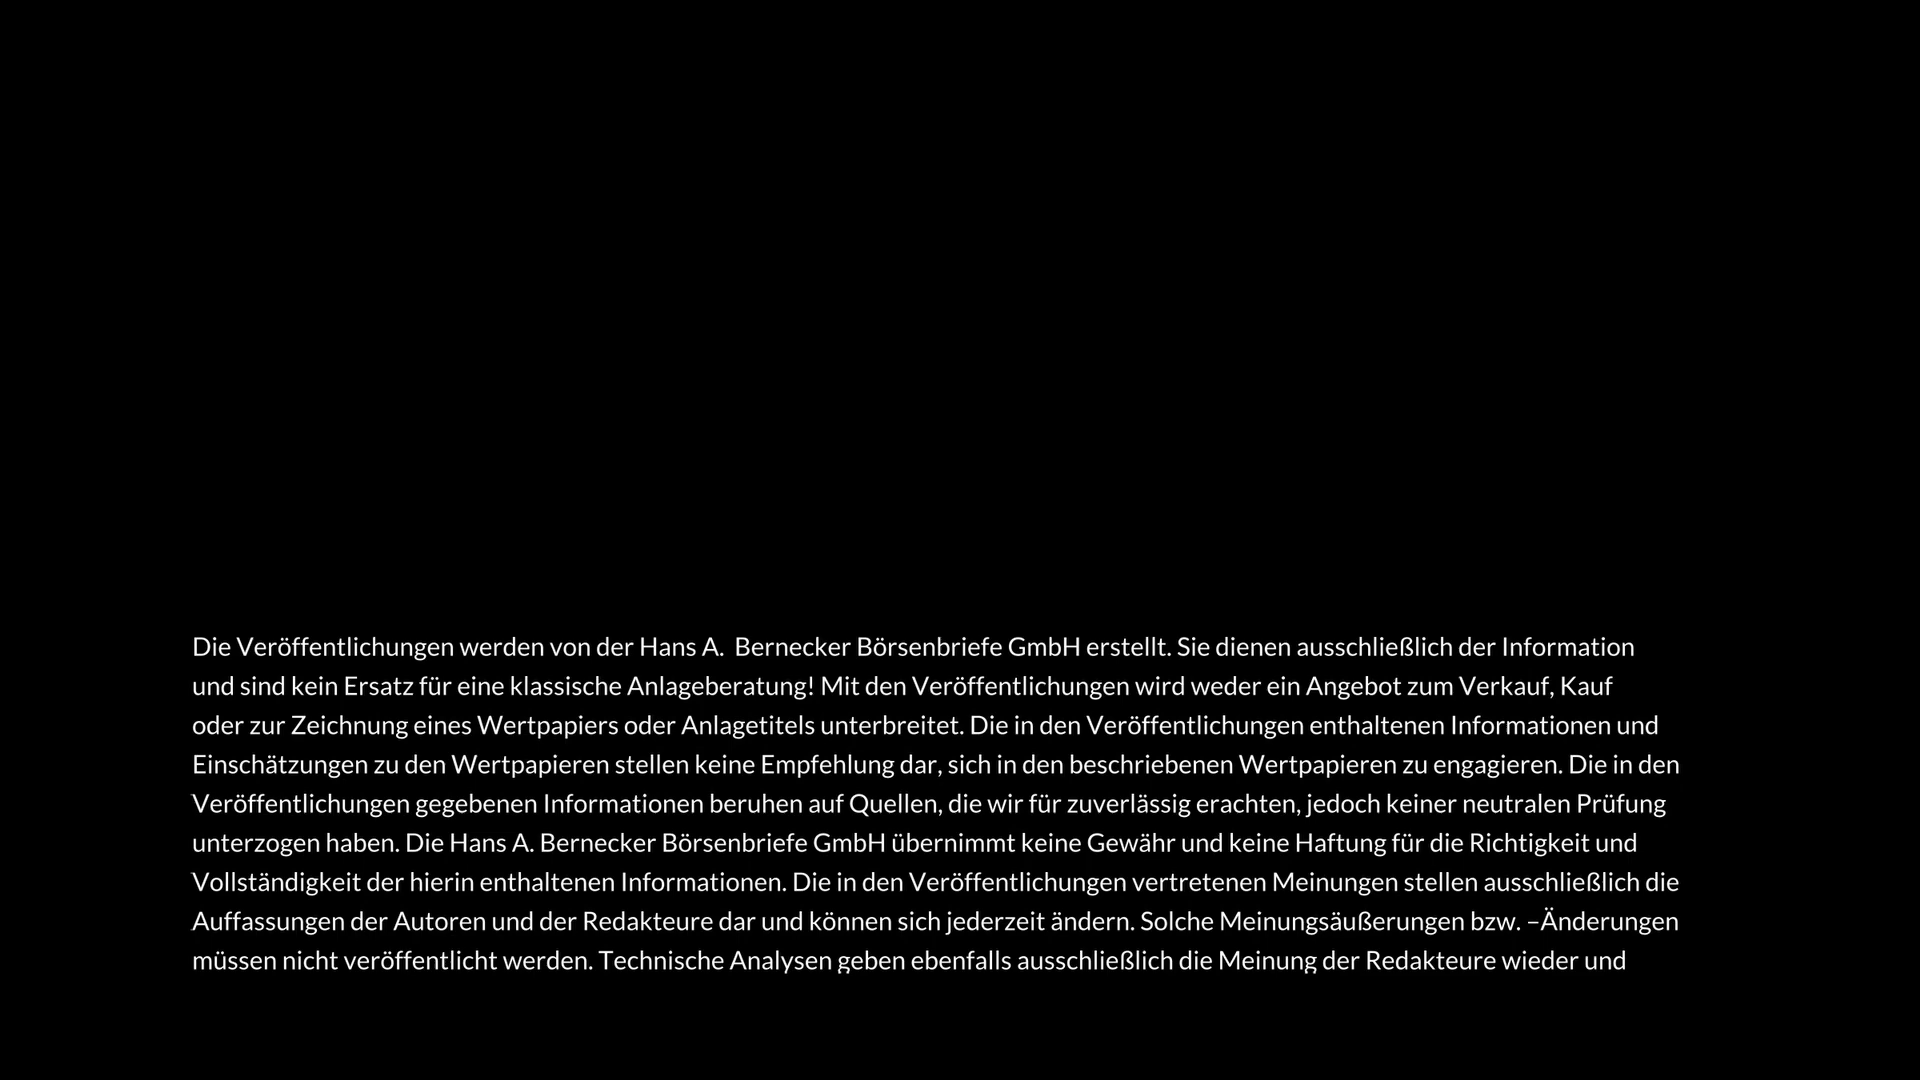 Die Veröffentlichungen werden von der Hans A.  Bernecker Börsenbriefe GmbH erstellt. Sie dienen ausschließlich der Information
und sind kein Ersatz für eine klassische Anlageberatung! Mit den Veröffentlichungen wird weder ein Angebot zum Verkauf, Kauf
oder zur Zeichnung eines Wertpapiers oder Anlagetitels unterbreitet. Die in den Veröffentlichungen enthaltenen Informationen und
Einschätzungen zu den Wertpapieren stellen keine Empfehlung dar, sich in den beschriebenen Wertpapieren zu engagieren. Die in den
Veröffentlichungen gegebenen Informationen beruhen auf Quellen, die wir für zuverlässig erachten, jedoch keiner neutralen Prüfung
unterzogen haben. Die Hans A. Bernecker Börsenbriefe GmbH übernimmt keine Gewähr und keine Haftung für die Richtigkeit und
Vollständigkeit der hierin enthaltenen Informationen. Die in den Veröffentlichungen vertretenen Meinungen stellen ausschließlich die
Auffassungen der Autoren und der Redakteure dar und können sich jederzeit ändern. Solche Meinungsäußerungen bzw. –Änderungen
müssen nicht veröffentlicht werden. Technische Analysen geben ebenfalls ausschließlich die Meinung der Redakteure wieder und